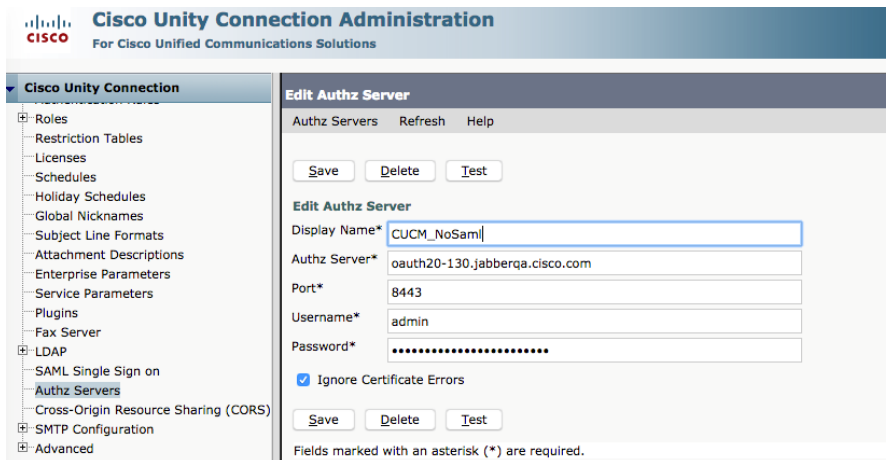 Cisco Unity Connection Administration
CISCO
For Cisco Unified Communications Solutions
Cisco Unity Connection
Roles
Restriction Tables
Licenses
Schedules
Holiday Schedules
Global Nicknames
Subject Line Formats
Attachment Descriptions
Enterprise Parameters
Service Parameters
Plugins
Fax Server
LDAP
SAML Single Sign on
Authz Servers
Cross-Origin Resource Sharing (CORS)
SMTP Configuration
Advanced
Edit Authz Server
Authz Servers Refresh Help
Save Delete Test
Edit Authz Server
Display Name* CUCM_NoSaml
Authz Server* oauth20-130.jabberqa.cisco.com
Port* 8443
Username* admin
Password* ••••••••••••••••••••••••
Ignore Certificate Errors
Save Delete Test
Fields marked with an asterisk (*) are required.